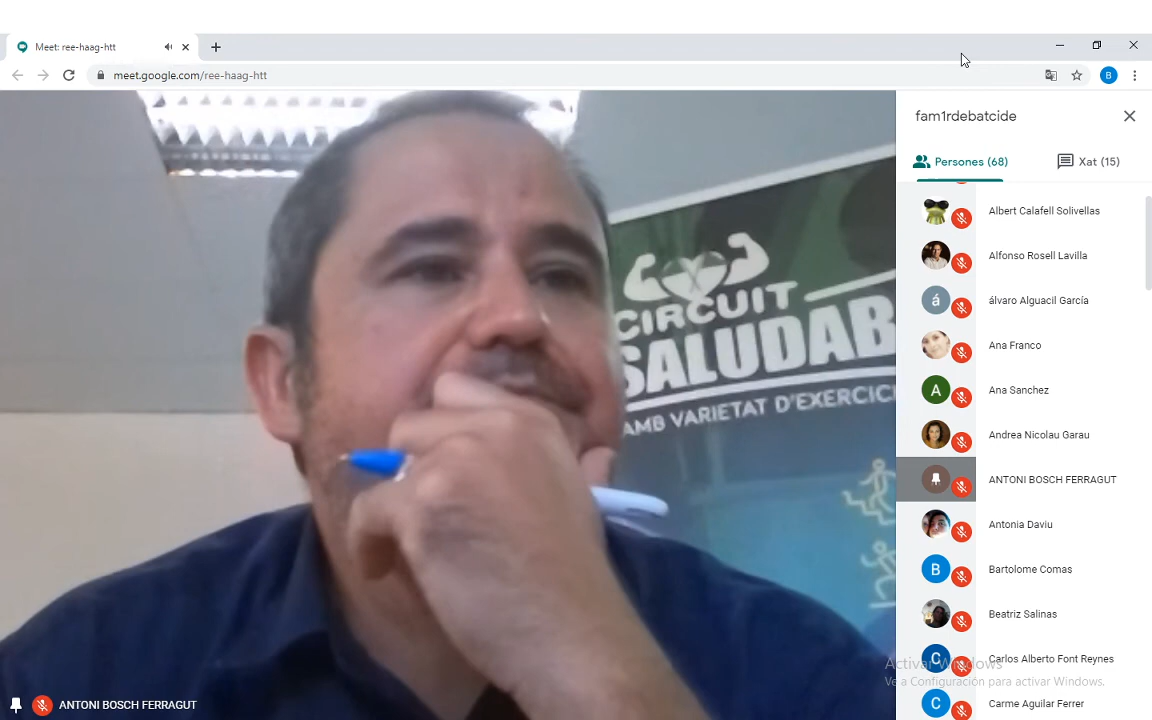 Meet: ree-haag-htt
meet.google.com/ree-haag-htt
B
fam1rdebatcide
Persones (68)
Xat (15)
Albert Calafell Solivellas
Alfonso Rosell Lavilla
á
álvaro Alguacil García
Ana Franco
A
Ana Sanchez
Andrea Nicolau Garau
ANTONI BOSCH FERRAGUT
Antonia Daviu
B
Bartolome Comas
Beatriz Salinas
C
Carlos Alberto Font Reynes
C
Carme Aguilar Ferrer
Activar Windows
Ve a Configuración para activar Windows.
CIRCUIT
SALUDAB
AMB VARIETAT D'EXERCICI
ANTONI BOSCH FERRAGUT